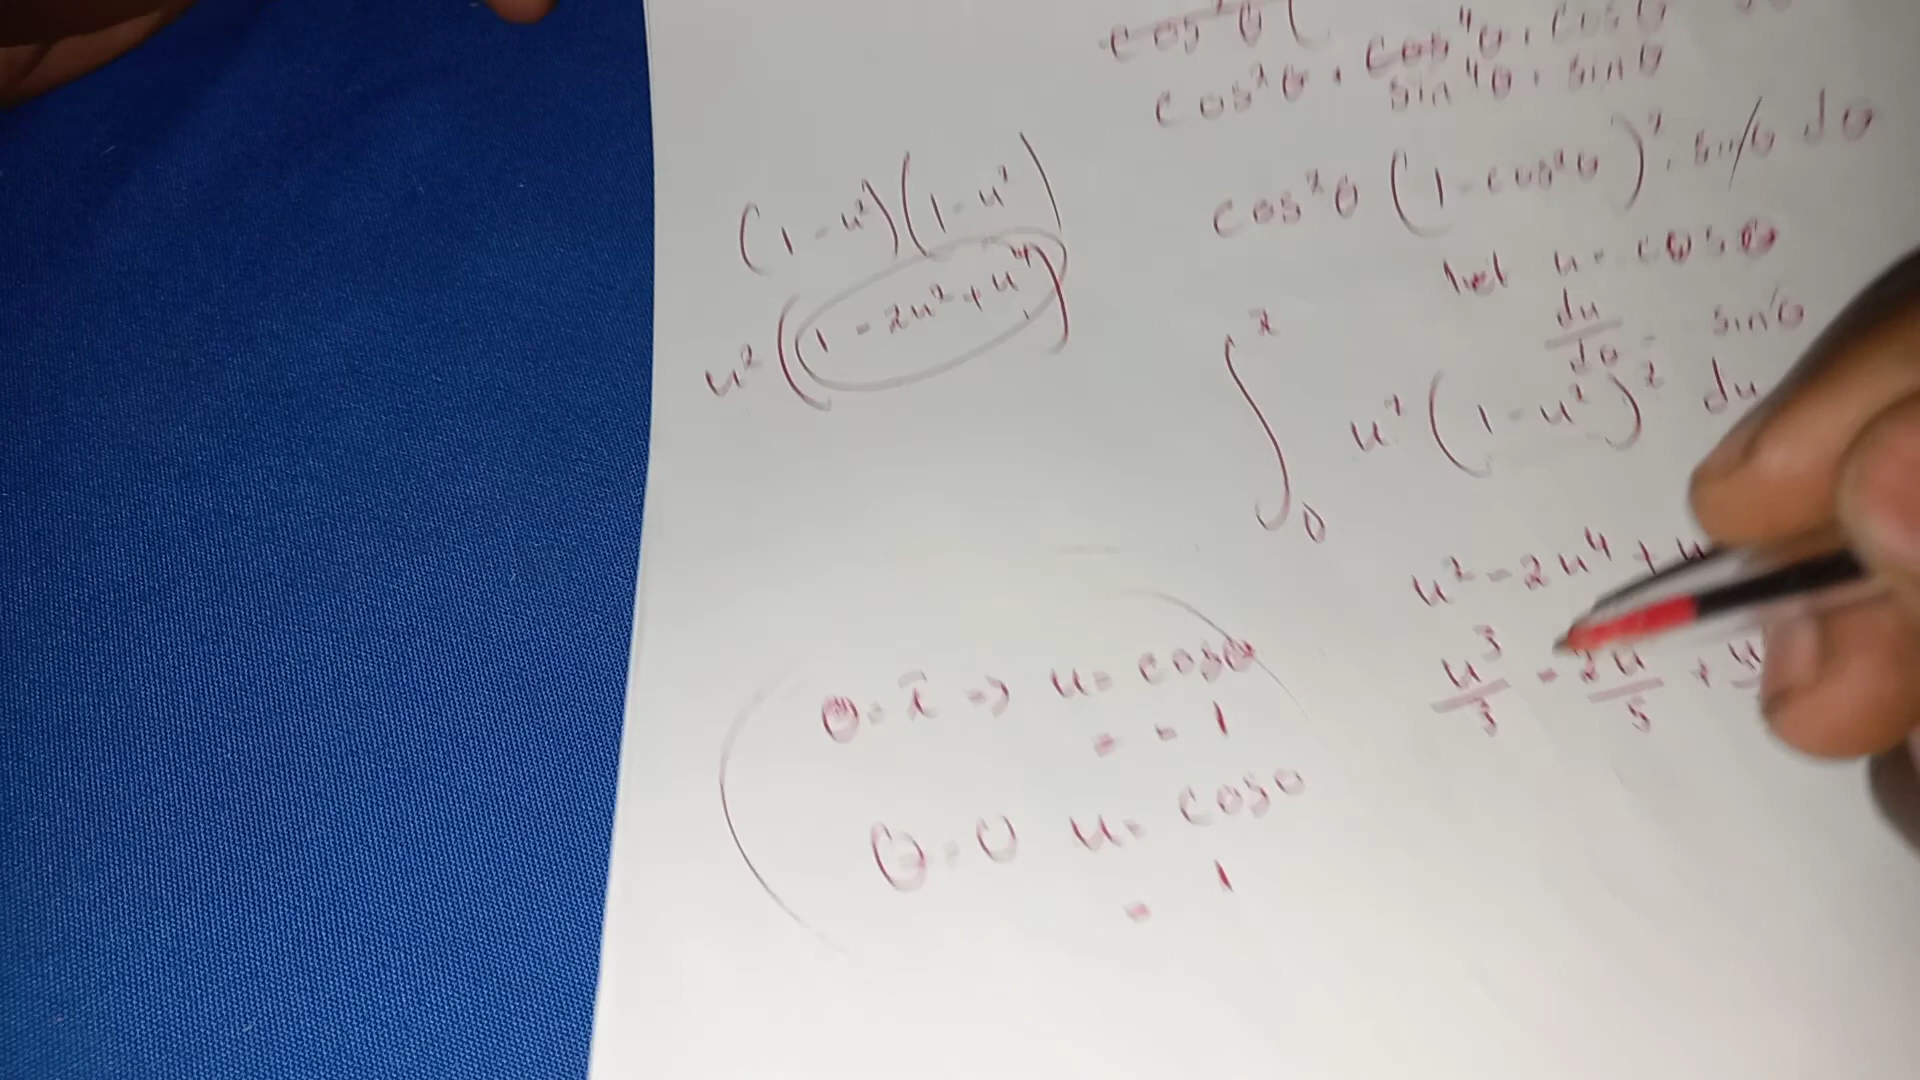 cos²θ (
cos⁴θ . cosθ
cos²θ . sin⁴θ . sinθ
cos²θ (1-cos²θ)² . sinθ dθ
let u = cosθ
du/dθ = sinθ
∫₀ u² (1-u²)² du
(1-u²)(1-u²)
u² (1-2u²+u⁴)
u² - 2u⁴ + u
u³/3 - 2u/5 + u
θ = π => u = cosθ
= -1
θ = 0 u = cos0
= 1